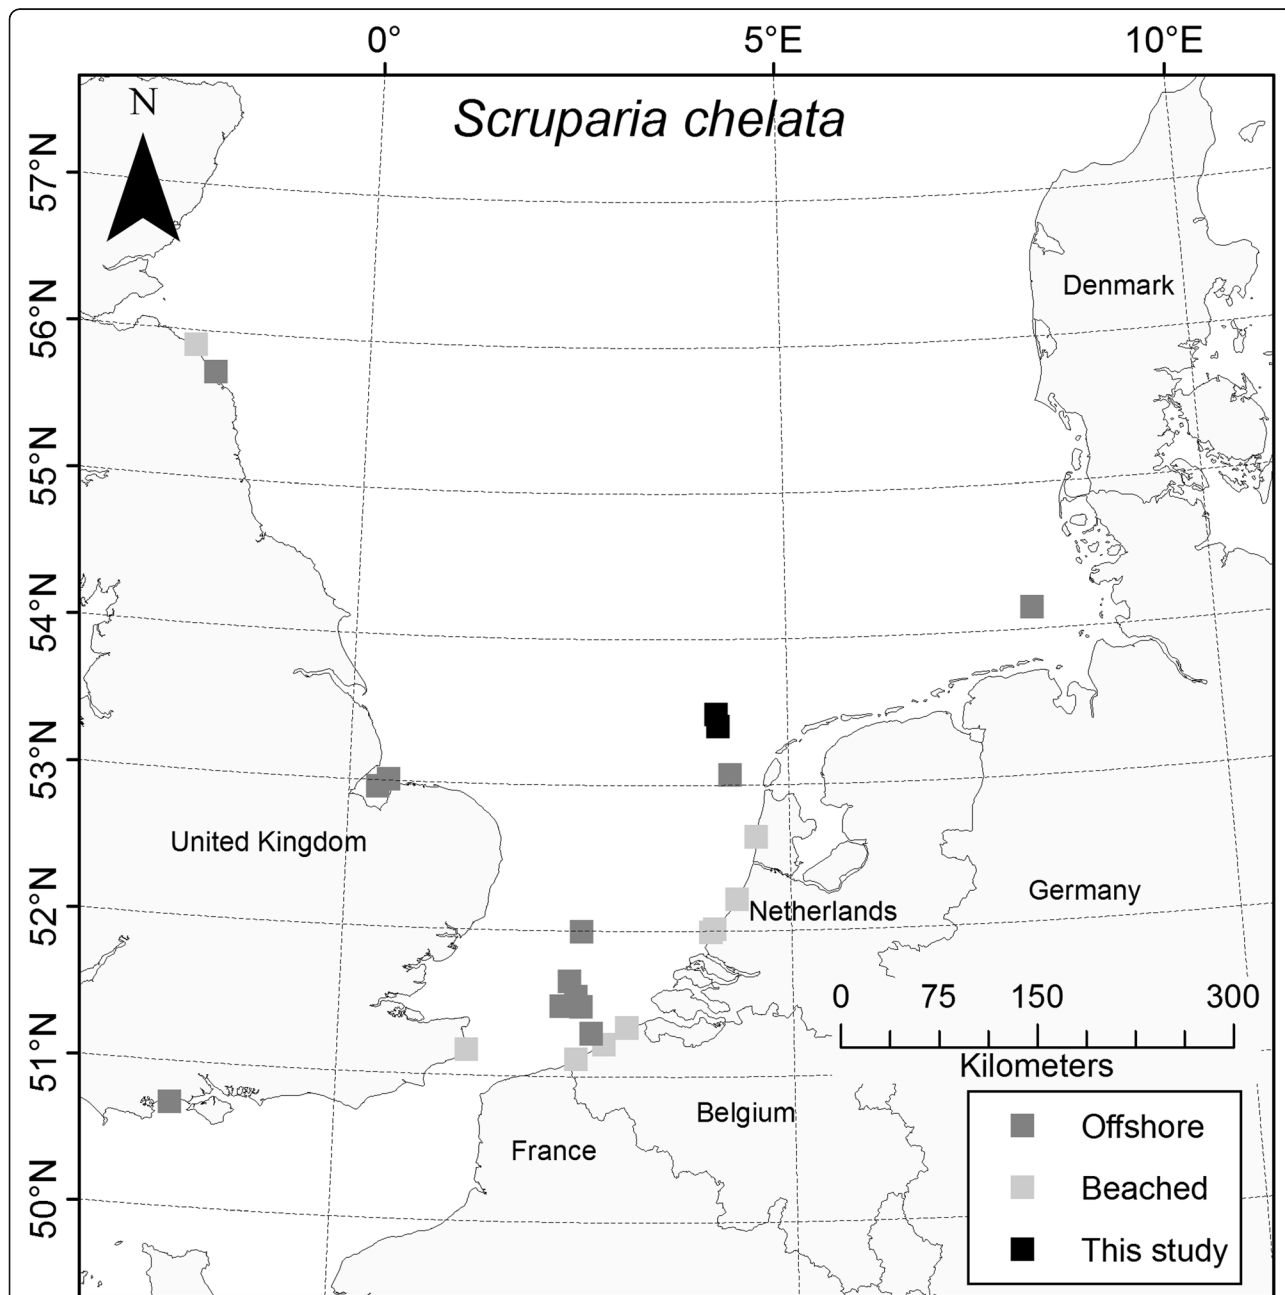 0° 5°E 10°E
N
Scruparia chelata
57°N
56°N
55°N
54°N
53°N
52°N
51°N
50°N
Denmark
United Kingdom
Germany
Netherlands
0 75 150 300
Kilometers
Belgium
France
Offshore
Beached
This study